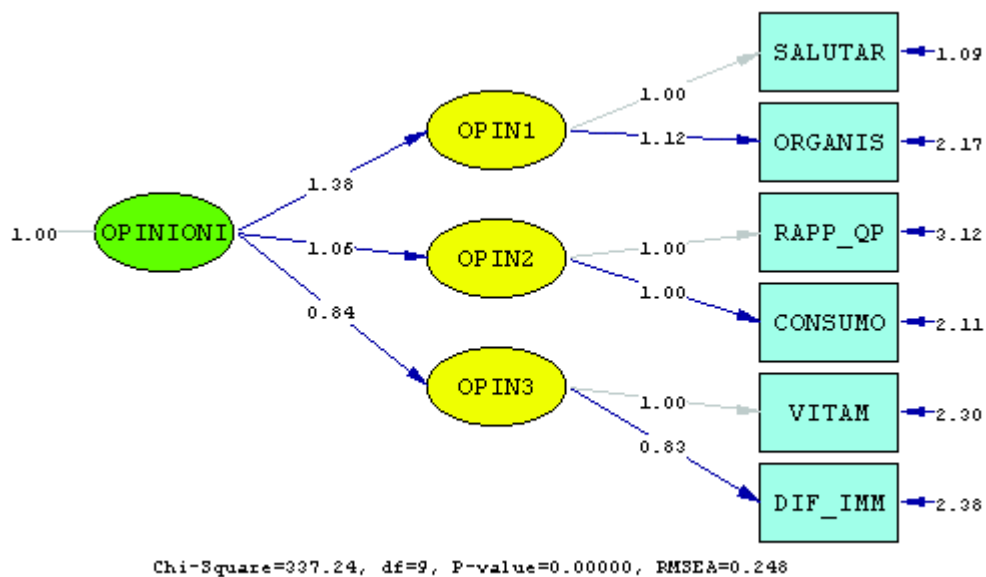 SALUTAR
1.09
1.00
OPIN1
1.12
ORGANIS
2.17
1.38
1.00
OPINIONI
1.06
OPIN2
1.00
RAPP_QP
3.12
1.00
CONSUMO
2.11
0.84
OPIN3
1.00
VITAM
2.30
0.83
DIF_IMM
2.38
Chi-Square=337.24, df=9, P-value=0.00000, RMSEA=0.248